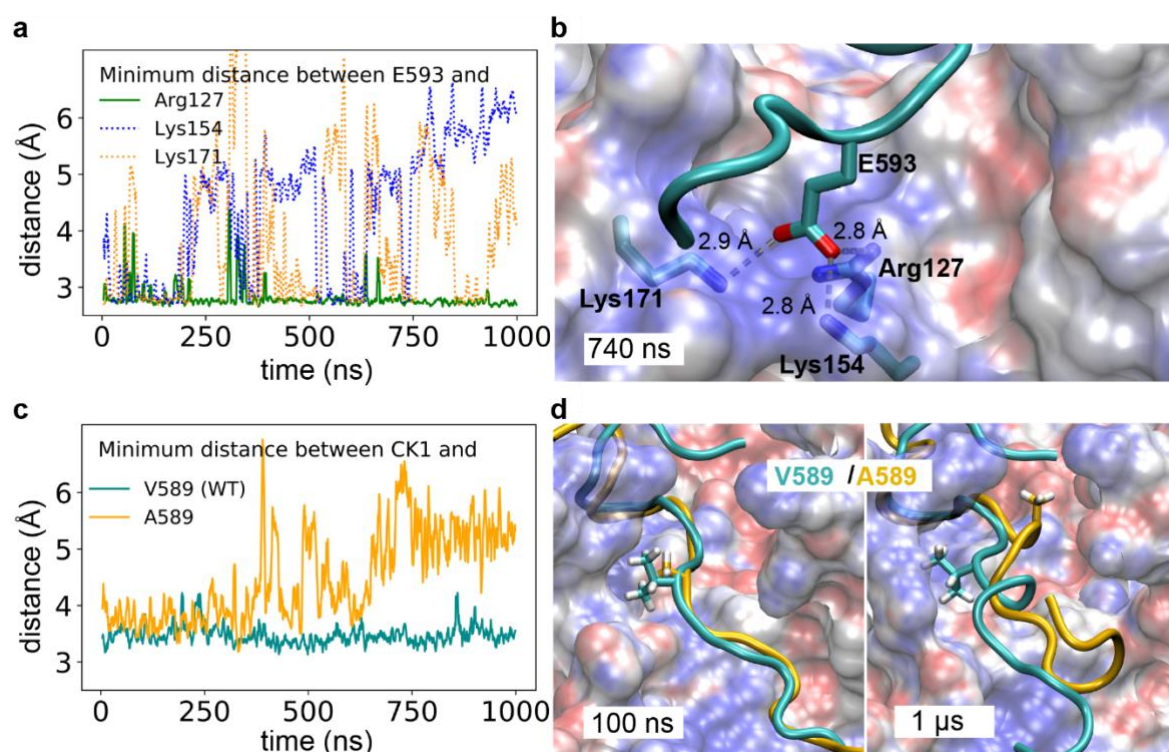 a
Minimum distance between E593 and
Arg127
Lys154
Lys171
distance (Å)
6
5
4
3
0 250 500 750 1000
time (ns)
b
E593
2.9 Å
2.8 Å
Arg127
Lys171
2.8 Å
Lys154
740 ns
c
Minimum distance between CK1 and
V589 (WT)
A589
distance (Å)
6
5
4
3
0 250 500 750 1000
time (ns)
d
V589 /A589
100 ns
1 µs